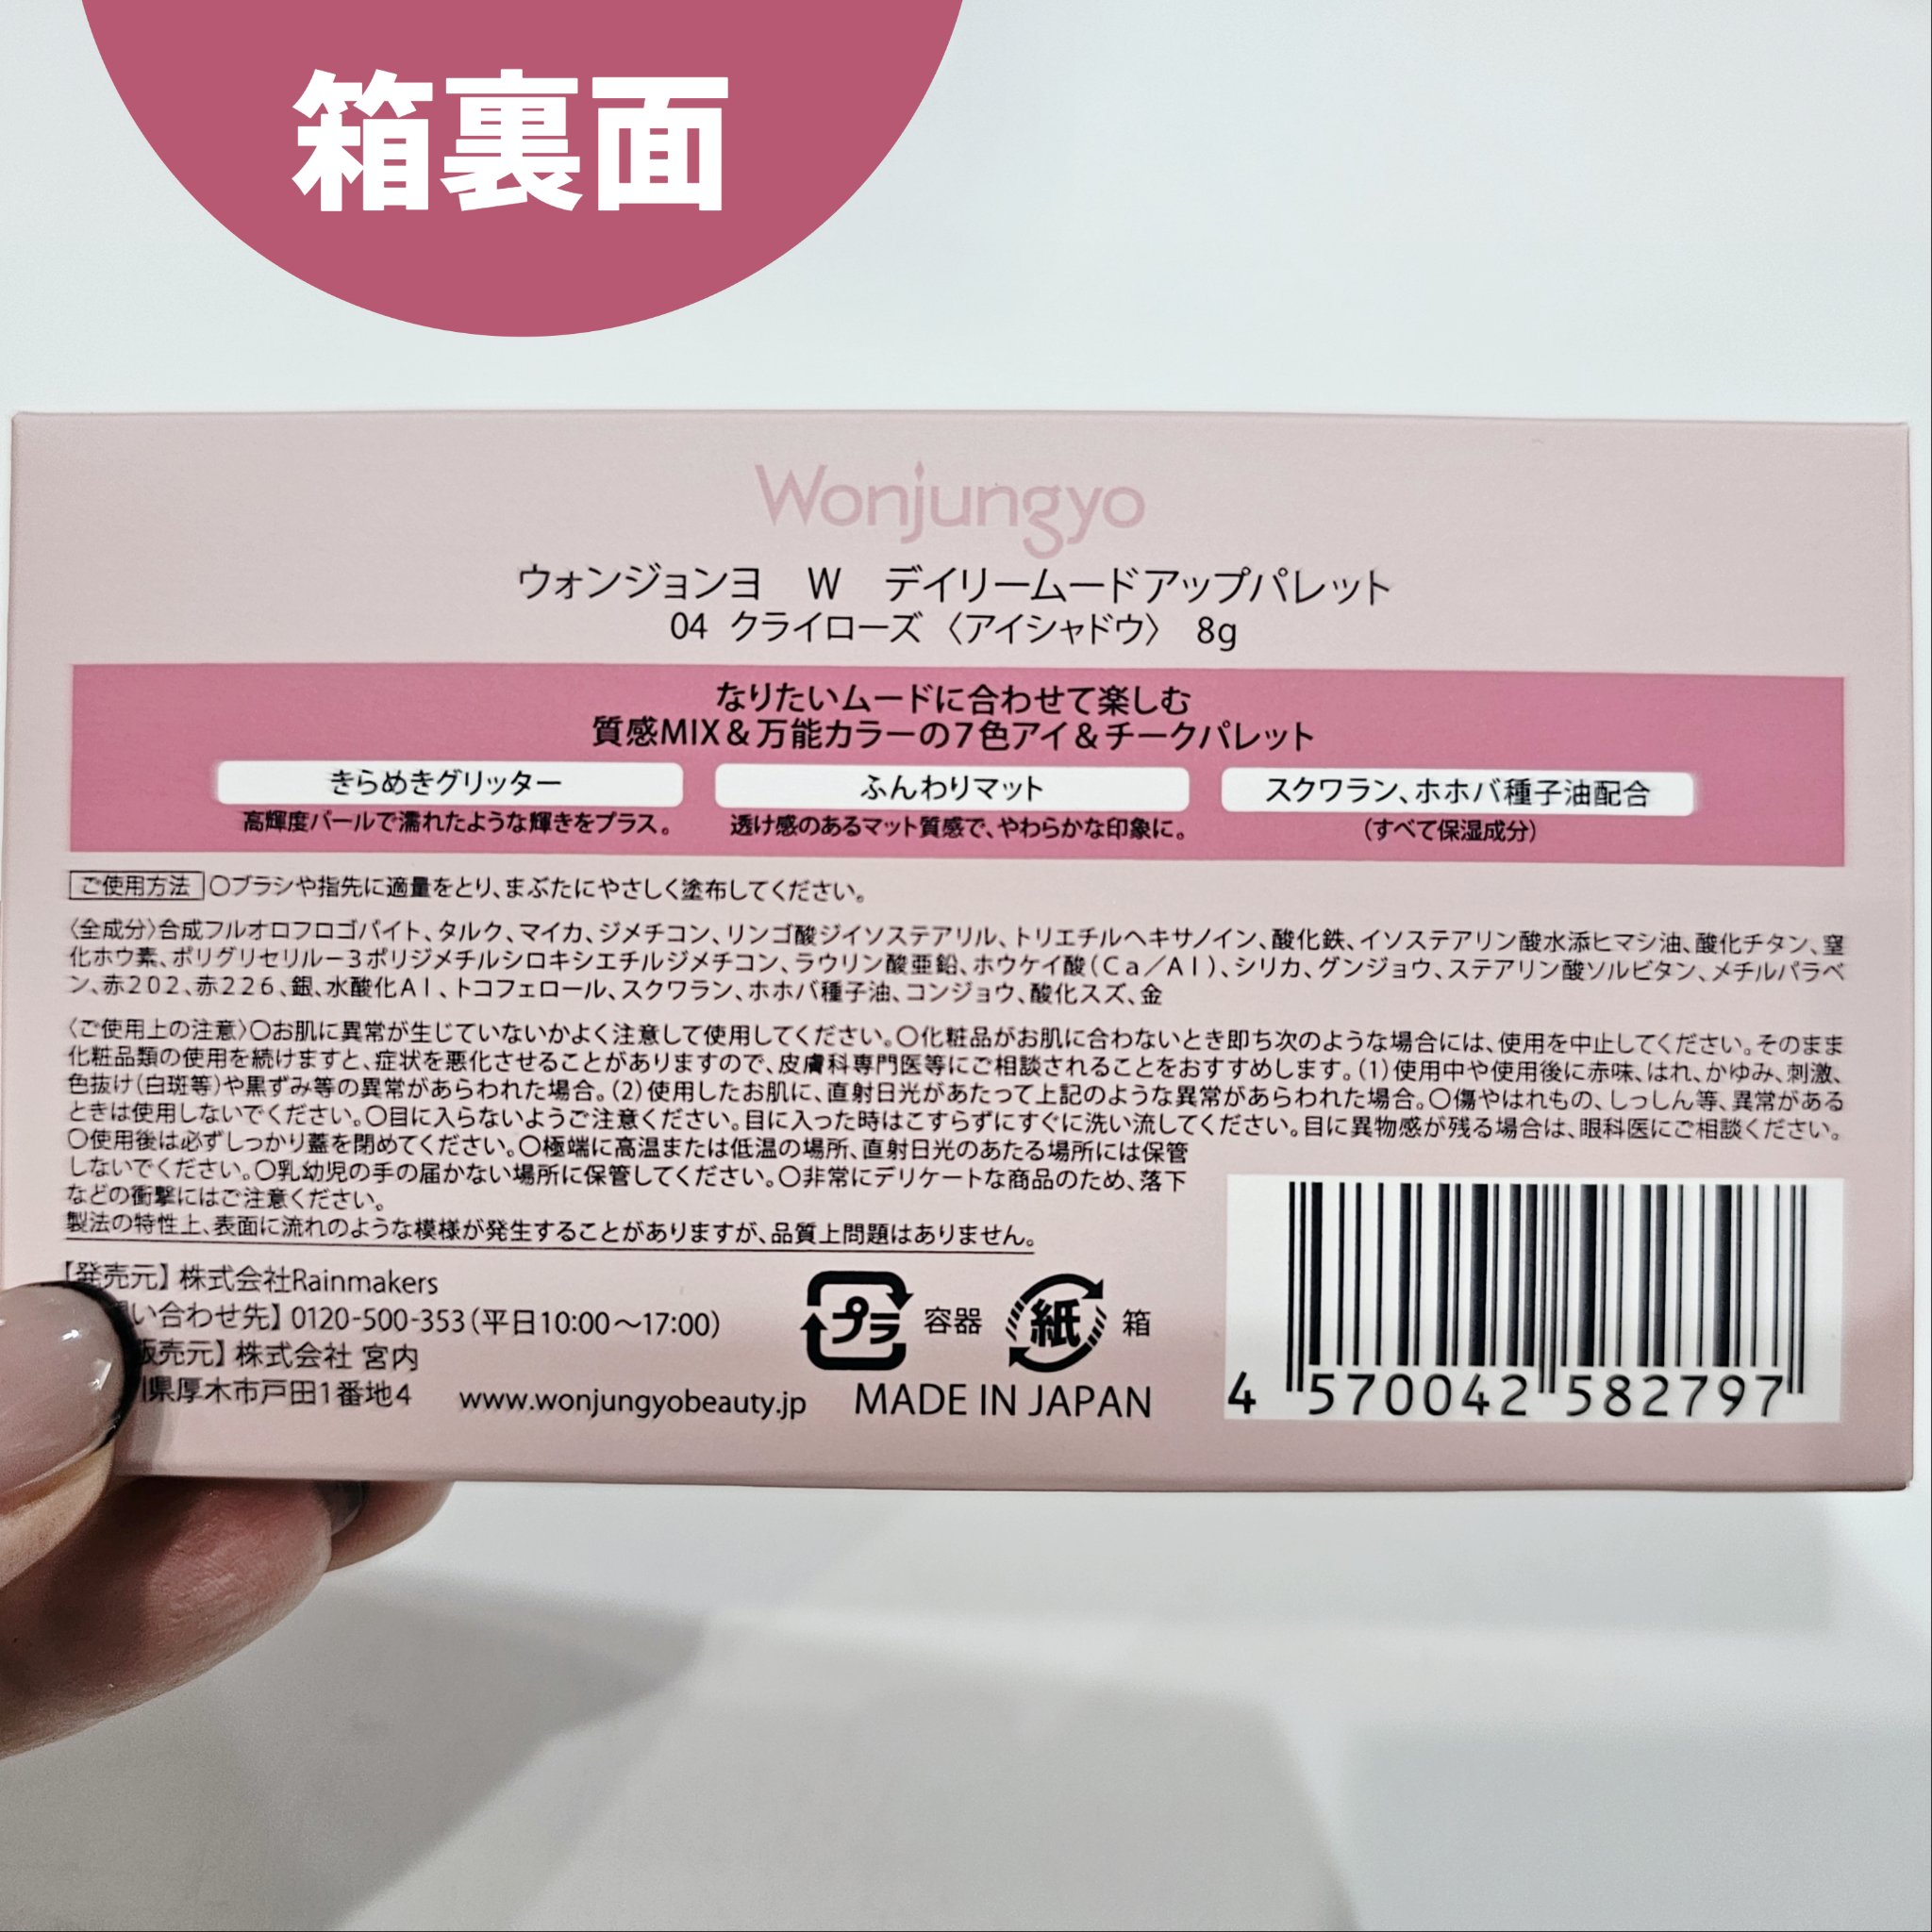 箱裏面
Wonjungyo
ウォンジョンヨ　W　デイリームードアップパレット
04 クライローズ〈アイシャドウ〉 8g
なりたいムードに合わせて楽しむ
質感MIX＆万能カラーの7色アイ＆チークパレット
きらめきグリッター
高輝度パールで濡れたような輝きをプラス。
ふんわりマット
透け感のあるマット質感で、やわらかな印象に。
スクワラン、ホホバ種子油配合
(すべて保湿成分)
ご使用方法 〇ブラシや指先に適量をとり、まぶたにやさしく塗布してください。
〈全成分〉合成フルオロフロゴパイト、タルク、マイカ、ジメチコン、リンゴ酸ジイソステアリル、トリエチルヘキサノイン、酸化鉄、イソステアリン酸水添ヒマシ油、酸化チタン、窒
化ホウ素、ポリグリセリルー3ポリジメチルシロキシエチルジメチコン、ラウリン酸亜鉛、ホウケイ酸（Ca／Al）、シリカ、グンジョウ、ステアリン酸ソルビタン、メチルパラベ
ン、赤202、赤226、銀、水酸化Al、トコフェロール、スクワラン、ホホバ種子油、コンジョウ、酸化スズ、金
〈ご使用上の注意〉〇お肌に異常が生じていないかよく注意して使用してください。〇化粧品がお肌に合わないとき即ち次のような場合には、使用を中止してください。そのまま
化粧品類の使用を続けますと、症状を悪化させることがありますので、皮膚科専門医等にご相談されることをおすすめします。(1)使用中や使用後に赤味、はれ、かゆみ、刺激、
色抜け(白斑等)や黒ずみ等の異常があらわれた場合。(2)使用したお肌に、直射日光があたって上記のような異常があらわれた場合。〇傷やはれもの、しっしん等、異常がある
ときは使用しないでください。〇目に入らないようご注意ください。目に入った時はこすらずにすぐに洗い流してください。目に異物感が残る場合は、眼科医にご相談ください。
〇使用後は必ずしっかり蓋を閉めてください。〇極端に高温または低温の場所、直射日光のあたる場所には保管
しないでください。〇乳幼児の手の届かない場所に保管してください。〇非常にデリケートな商品のため、落下
などの衝撃にはご注意ください。
製法の特性上、表面に流れのような模様が発生することがありますが、品質上問題はありません。
【発売元】株式会社Rainmakers
い合わせ先】0120-500-353（平日10:00〜17:00）
販売元】株式会社 宮内
県厚木市戸田1番地4
www.wonjungyobeauty.jp
プラ 容器 紙 箱
MADE IN JAPAN
4 570042 582797